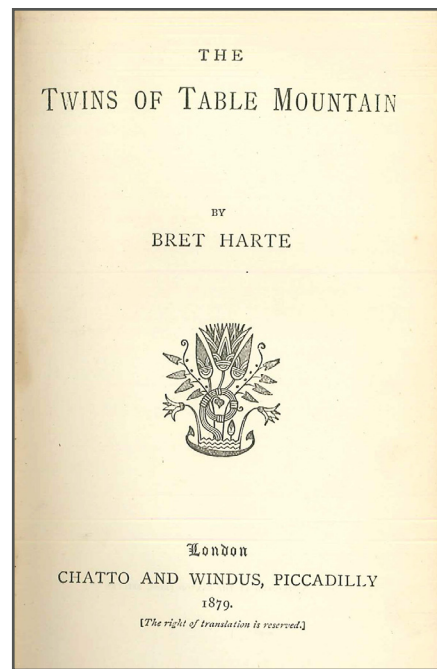 THE
TWINS OF TABLE MOUNTAIN
BY
BRET HARTE
London
CHATTO AND WINDUS, PICCADILLY
1879.
[The right of translation is reserved.]